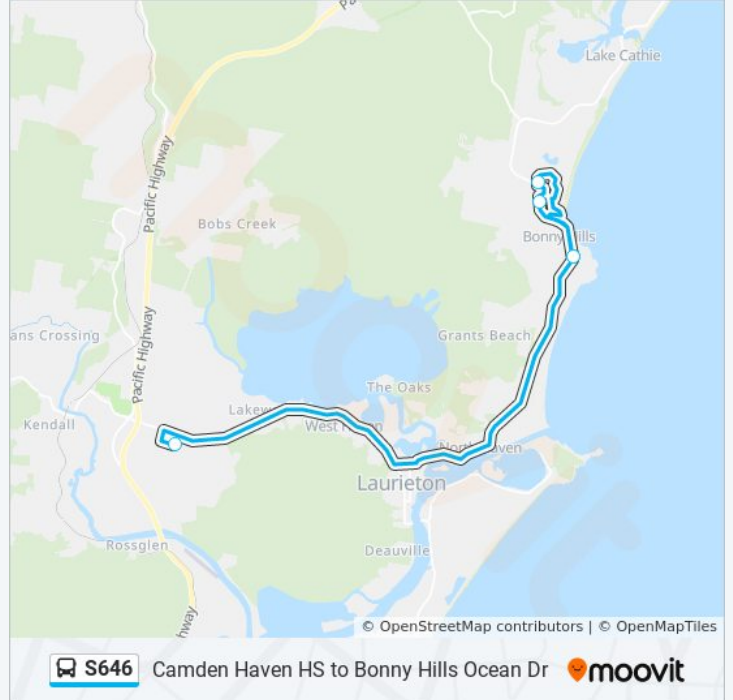 Pa
Lake Cathie
Pacific Highway
Bobs Creek
Bonny Hills
ans Crossing
Pacific Highway
Grants Beach
The Oaks
Kendall
Lakew
West Haven
North Haven
Laurieton
Rossglen
Deauville
hway
© OpenStreetMap contributors | © OpenMapTiles
S646 Camden Haven HS to Bonny Hills Ocean Dr moovit